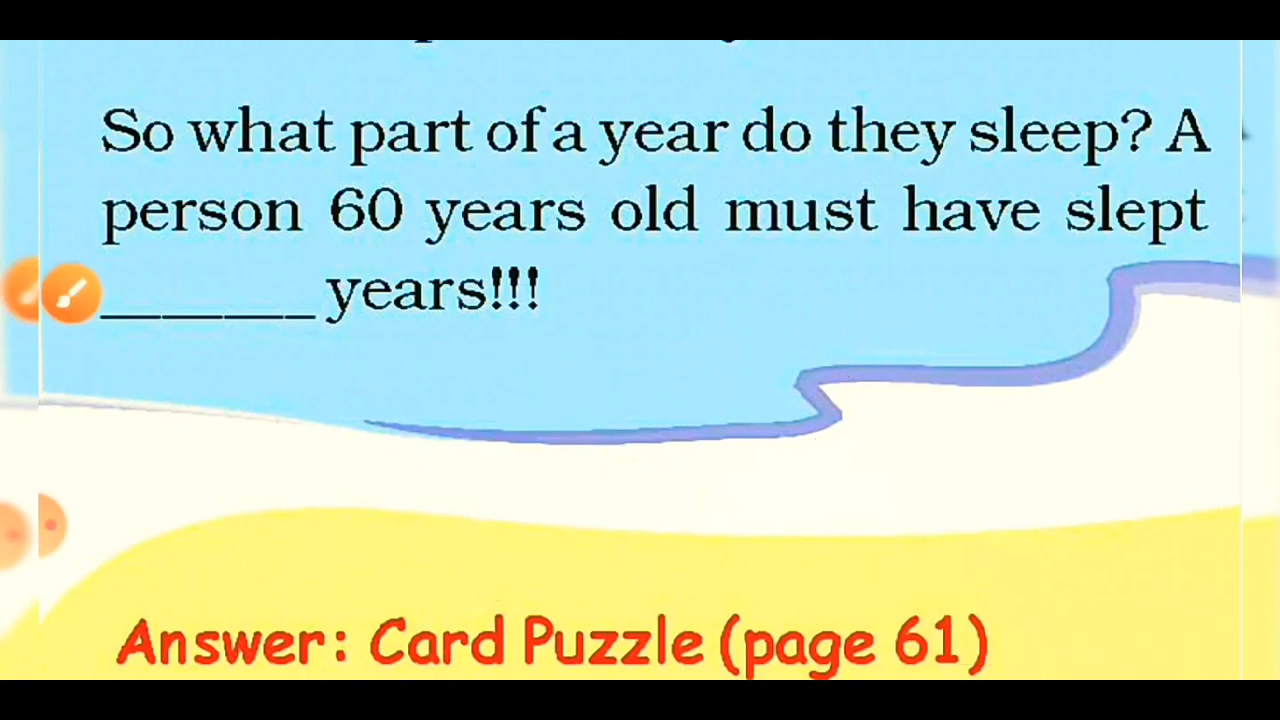 So what part of a year do they sleep? A
person 60 years old must have slept
_______ years!!!
Answer: Card Puzzle (page 61)